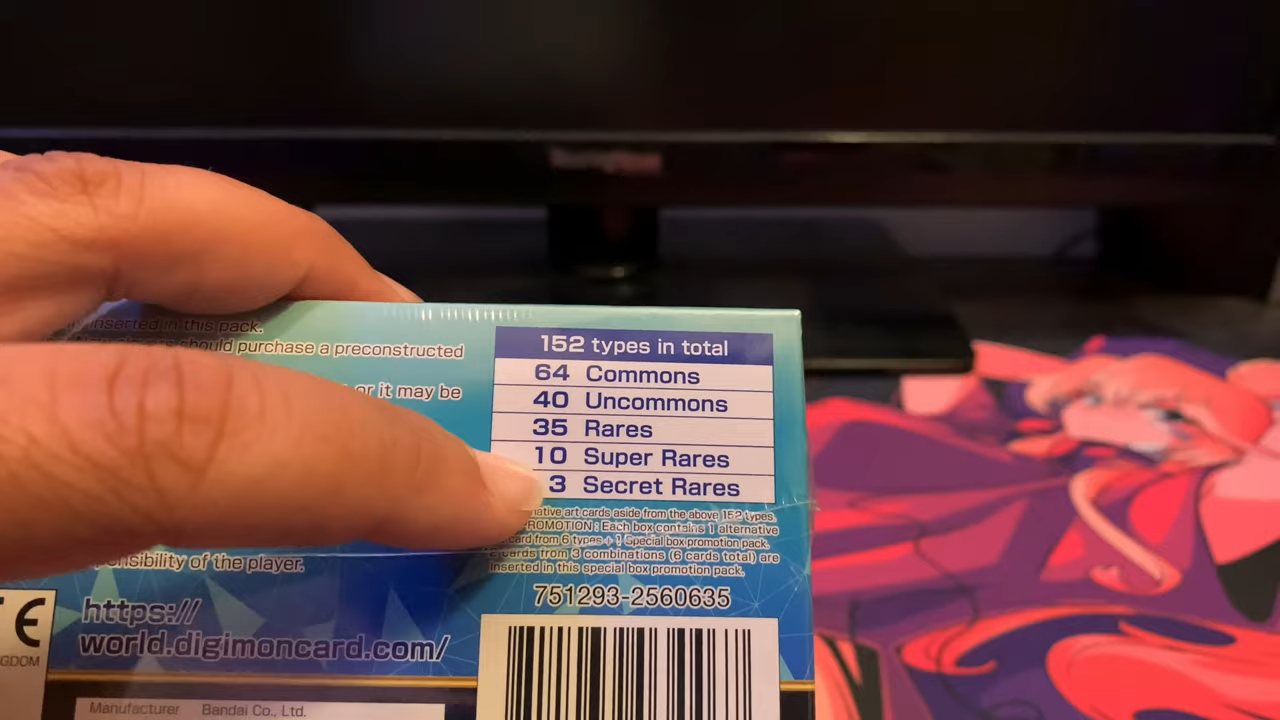 inserted in this pack.
should purchase a preconstructed
or it may be
152 types in total
64 Commons
40 Uncommons
35 Rares
10 Super Rares
3 Secret Rares
native art cards aside from the above 152 types.
ROMOTION : Each box contains 1 alternative
card from 6 types + 1 Special box promotion pack.
cards from 3 combinations (6 cards total) are
inserted in this special box promotion pack.
nsibility of the player.
751293-2560635
https://
world.digimoncard.com/
CE
GDOM
Manufacturer Bandai Co., Ltd.